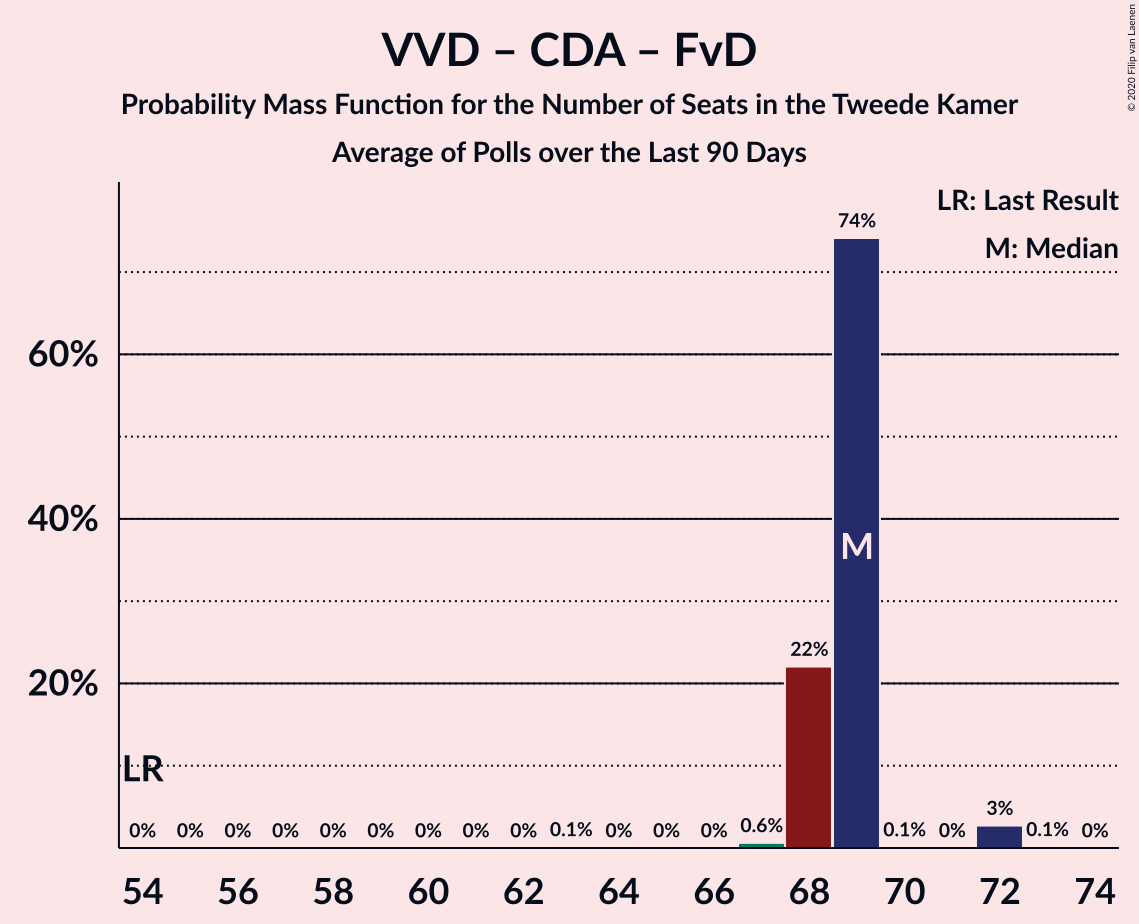 © 2020 Filip van Laenen
VVD – CDA – FvD
Probability Mass Function for the Number of Seats in the Tweede Kamer
Average of Polls over the Last 90 Days
LR: Last Result
M: Median
74%
60%
40%
M
22%
20%
LR
0% 0% 0% 0% 0% 0% 0% 0% 0% 0.1% 0% 0% 0% 0.6% 0.1% 0% 3% 0.1% 0%
54 56 58 60 62 64 66 68 70 72 74